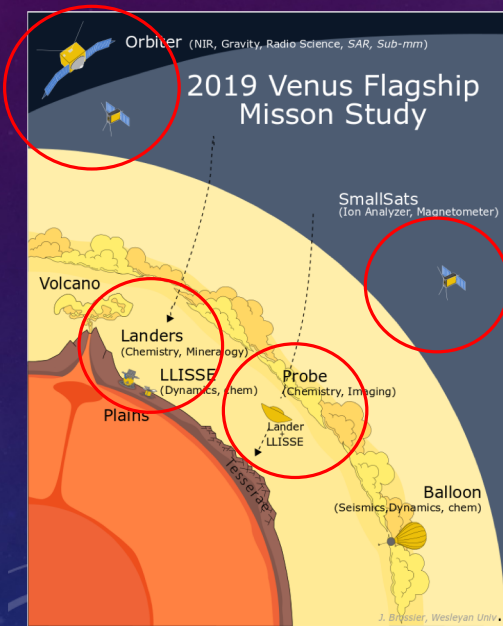 Orbiter (NIR, Gravity, Radio Science, SAR, Sub-mm)
2019 Venus Flagship
Misson Study
SmallSats
(Ion Analyzer, Magnetometer)
Volcano
Landers
(Chemistry, Mineralogy)
LLISSE
(Dynamics, chem)
Plains
Probe
(Chemistry, Imaging)
Lander
+
LLISSE
Tesserae
Balloon
(Seismics,Dynamics, chem)
J. Brossier, Wesleyan Univ.